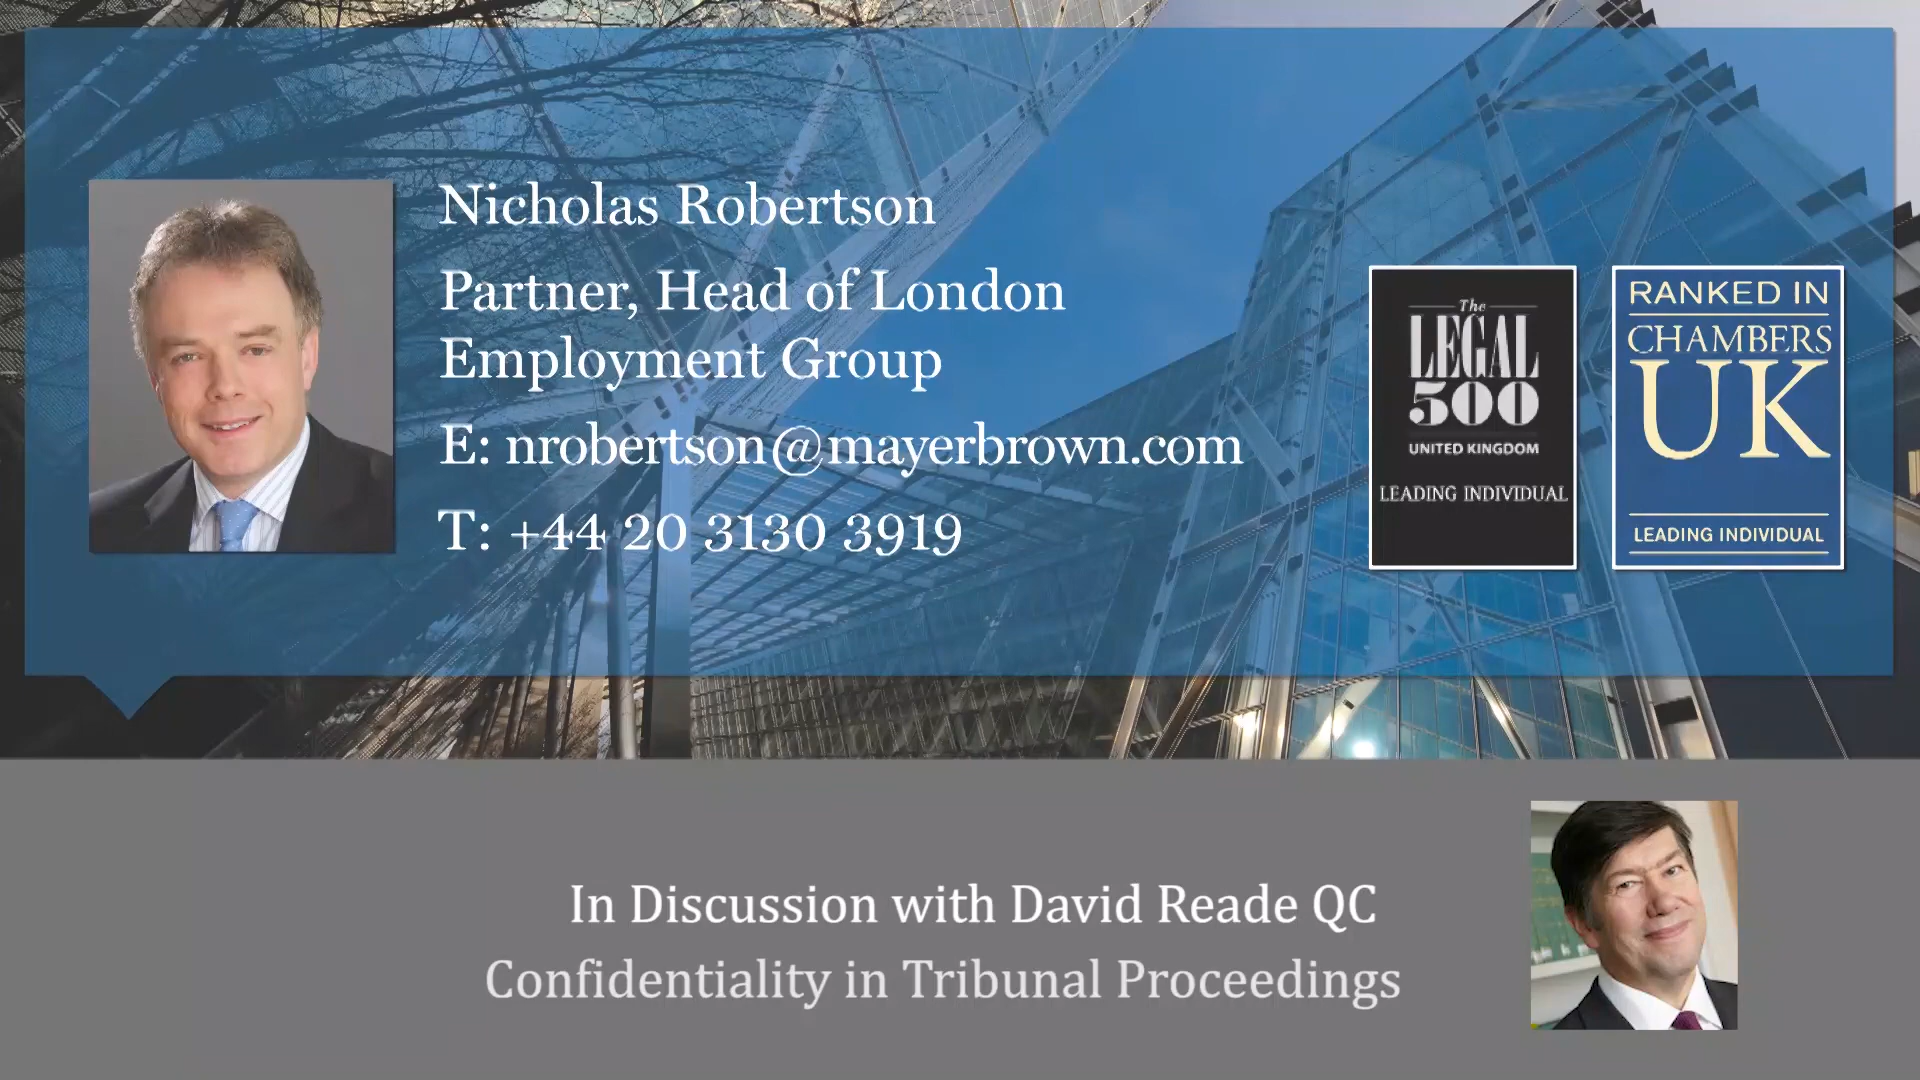 Nicholas Robertson
Partner, Head of London
Employment Group
E: nrobertson@mayerbrown.com
T: +44 20 3130 3919
The
LEGAL
500
UNITED KINGDOM
LEADING INDIVIDUAL
RANKED IN
CHAMBERS
UK
LEADING INDIVIDUAL
In Discussion with David Reade QC
Confidentiality in Tribunal Proceedings